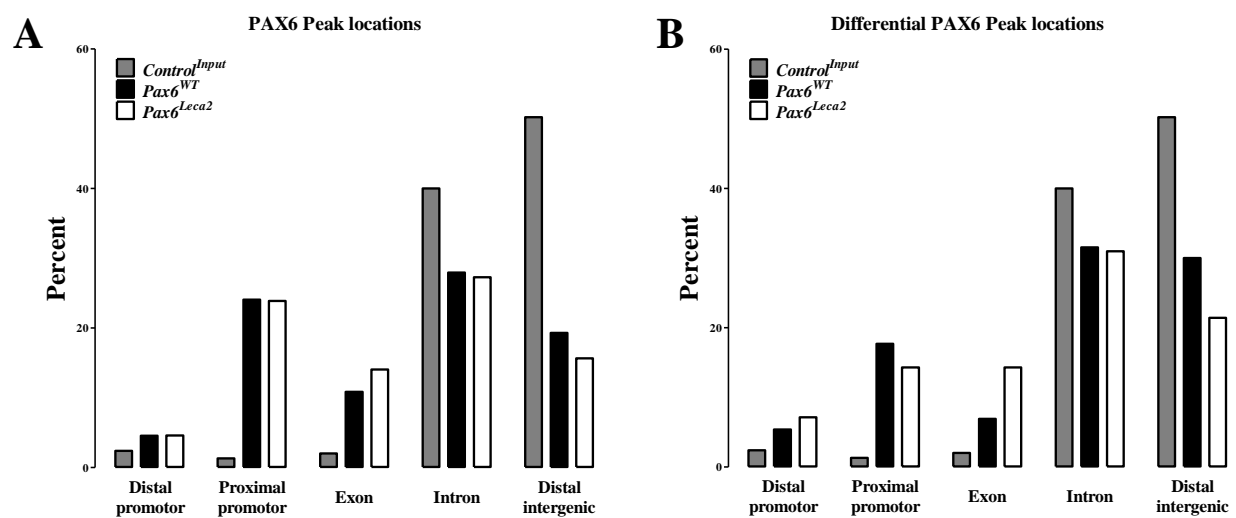 A
PAX6 Peak locations
60
40
20
0
Percent
Control^Input
Pax6^WT
Pax6^Leca2
Distal
promotor
Proximal
promotor
Exon
Intron
Distal
intergenic
B
Differential PAX6 Peak locations
60
40
20
0
Percent
Control^Input
Pax6^WT
Pax6^Leca2
Distal
promotor
Proximal
promotor
Exon
Intron
Distal
intergenic